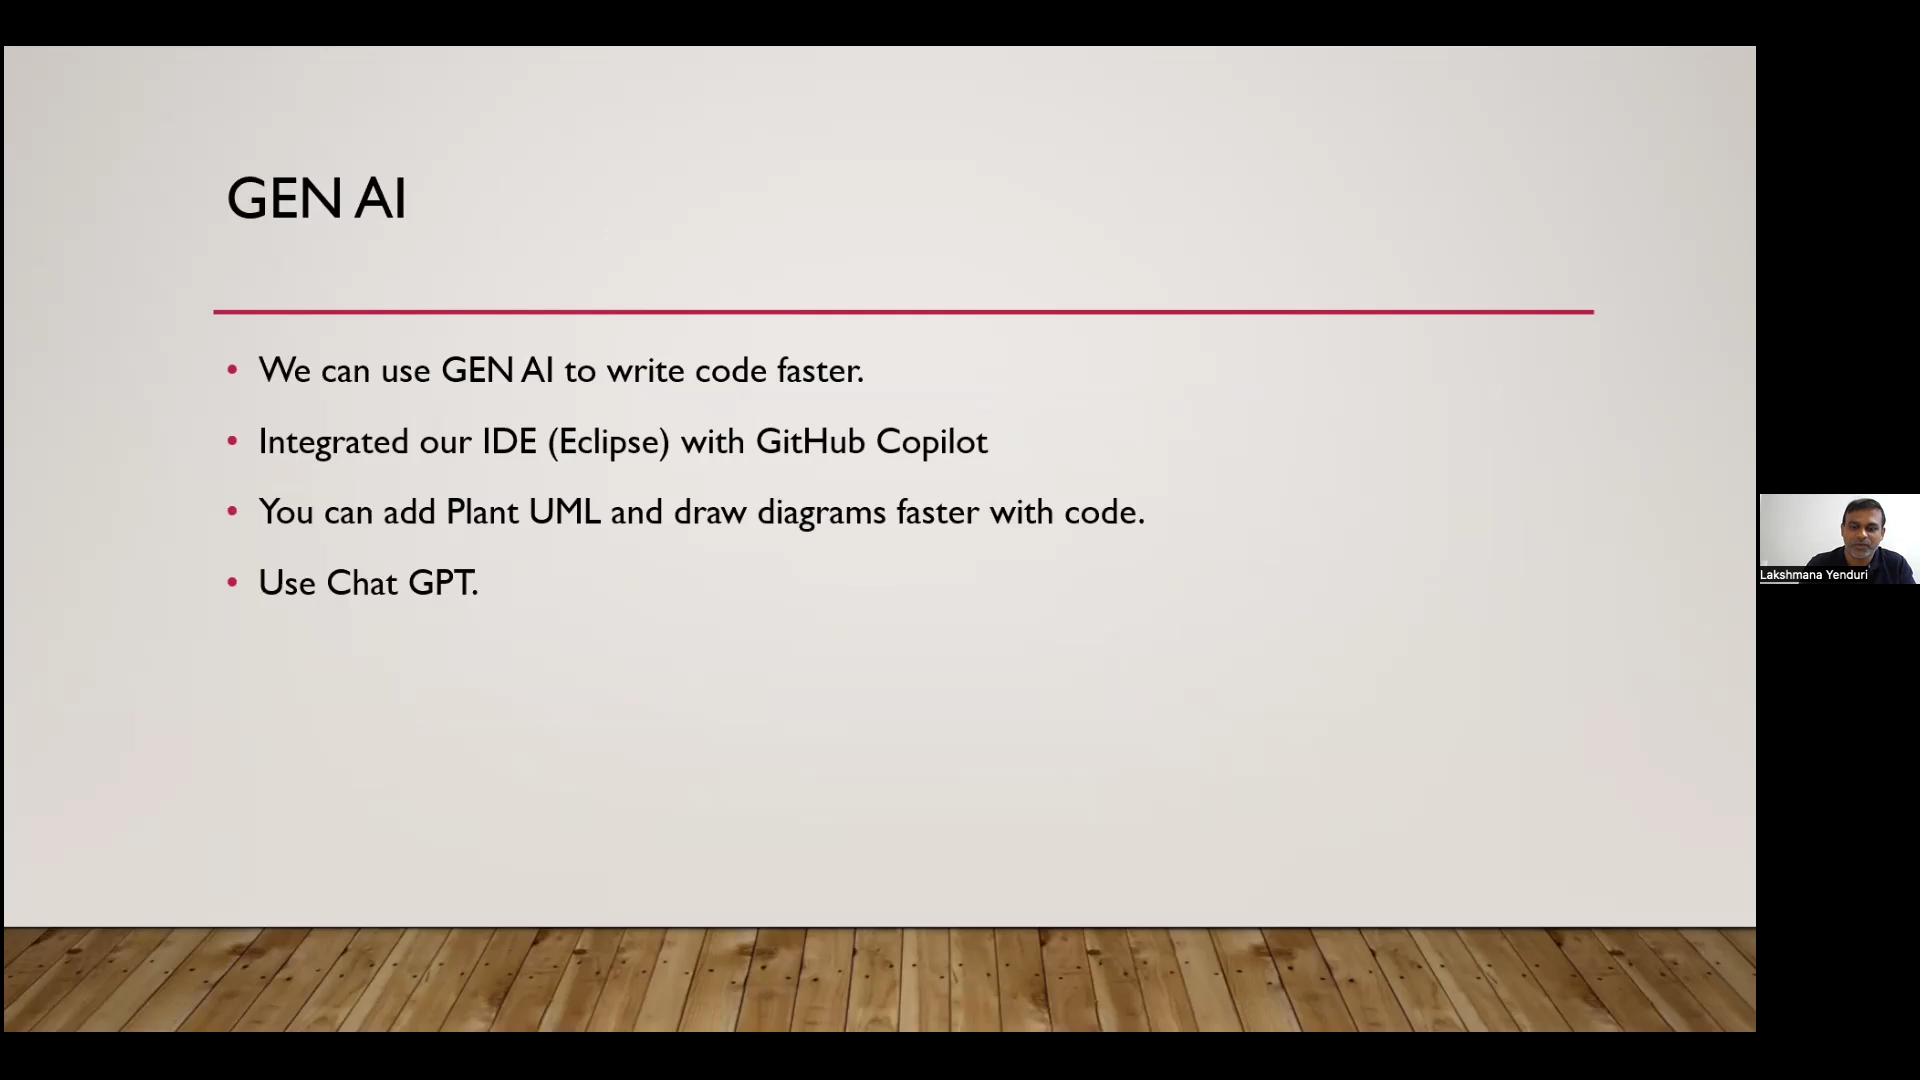 GEN AI
• We can use GEN AI to write code faster.
• Integrated our IDE (Eclipse) with GitHub Copilot
• You can add Plant UML and draw diagrams faster with code.
• Use Chat GPT.
Lakshmana Yenduri